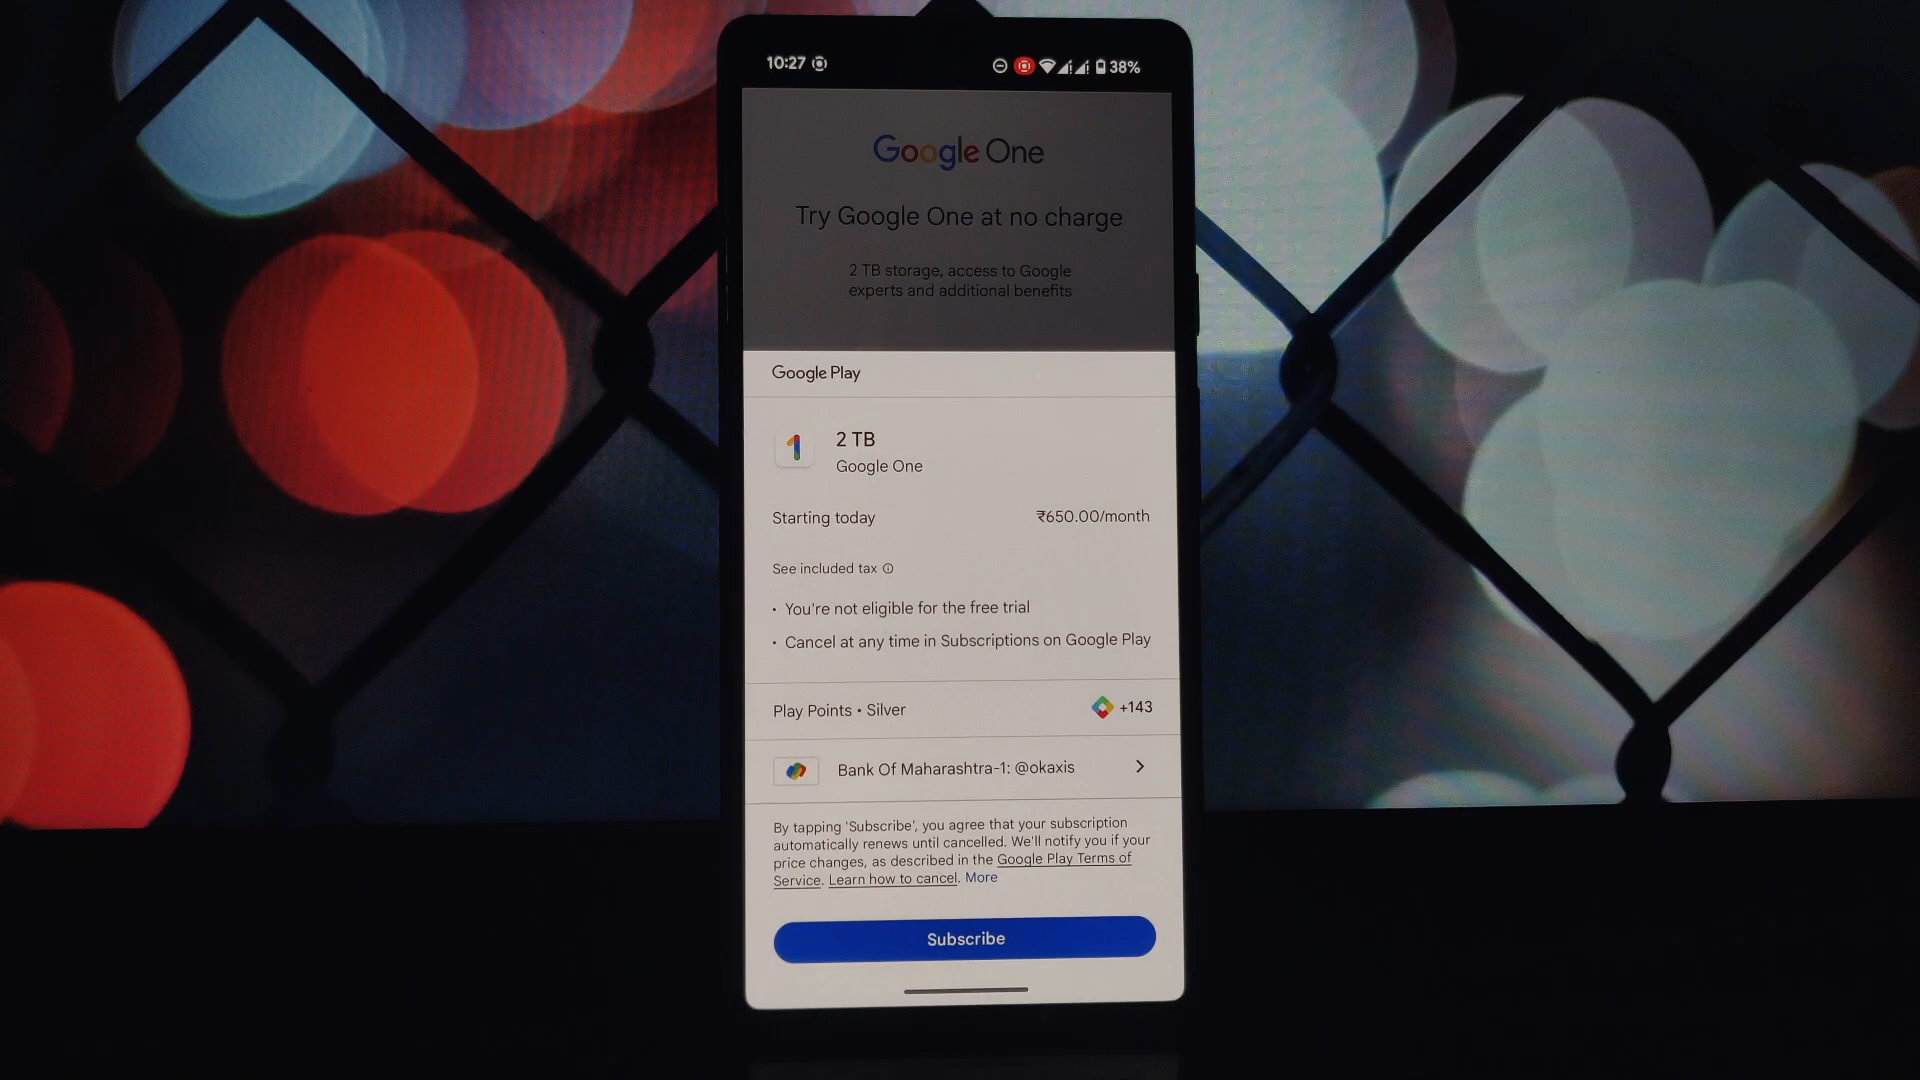 10:27
38%
Google One
Try Google One at no charge
2 TB storage, access to Google
experts and additional benefits
Google Play
2 TB
Google One
Starting today ₹650.00/month
See included tax
• You're not eligible for the free trial
• Cancel at any time in Subscriptions on Google Play
Play Points • Silver +143
Bank Of Maharashtra-1: @okaxis
By tapping 'Subscribe', you agree that your subscription
automatically renews until cancelled. We'll notify you if your
price changes, as described in the Google Play Terms of
Service. Learn how to cancel. More
Subscribe